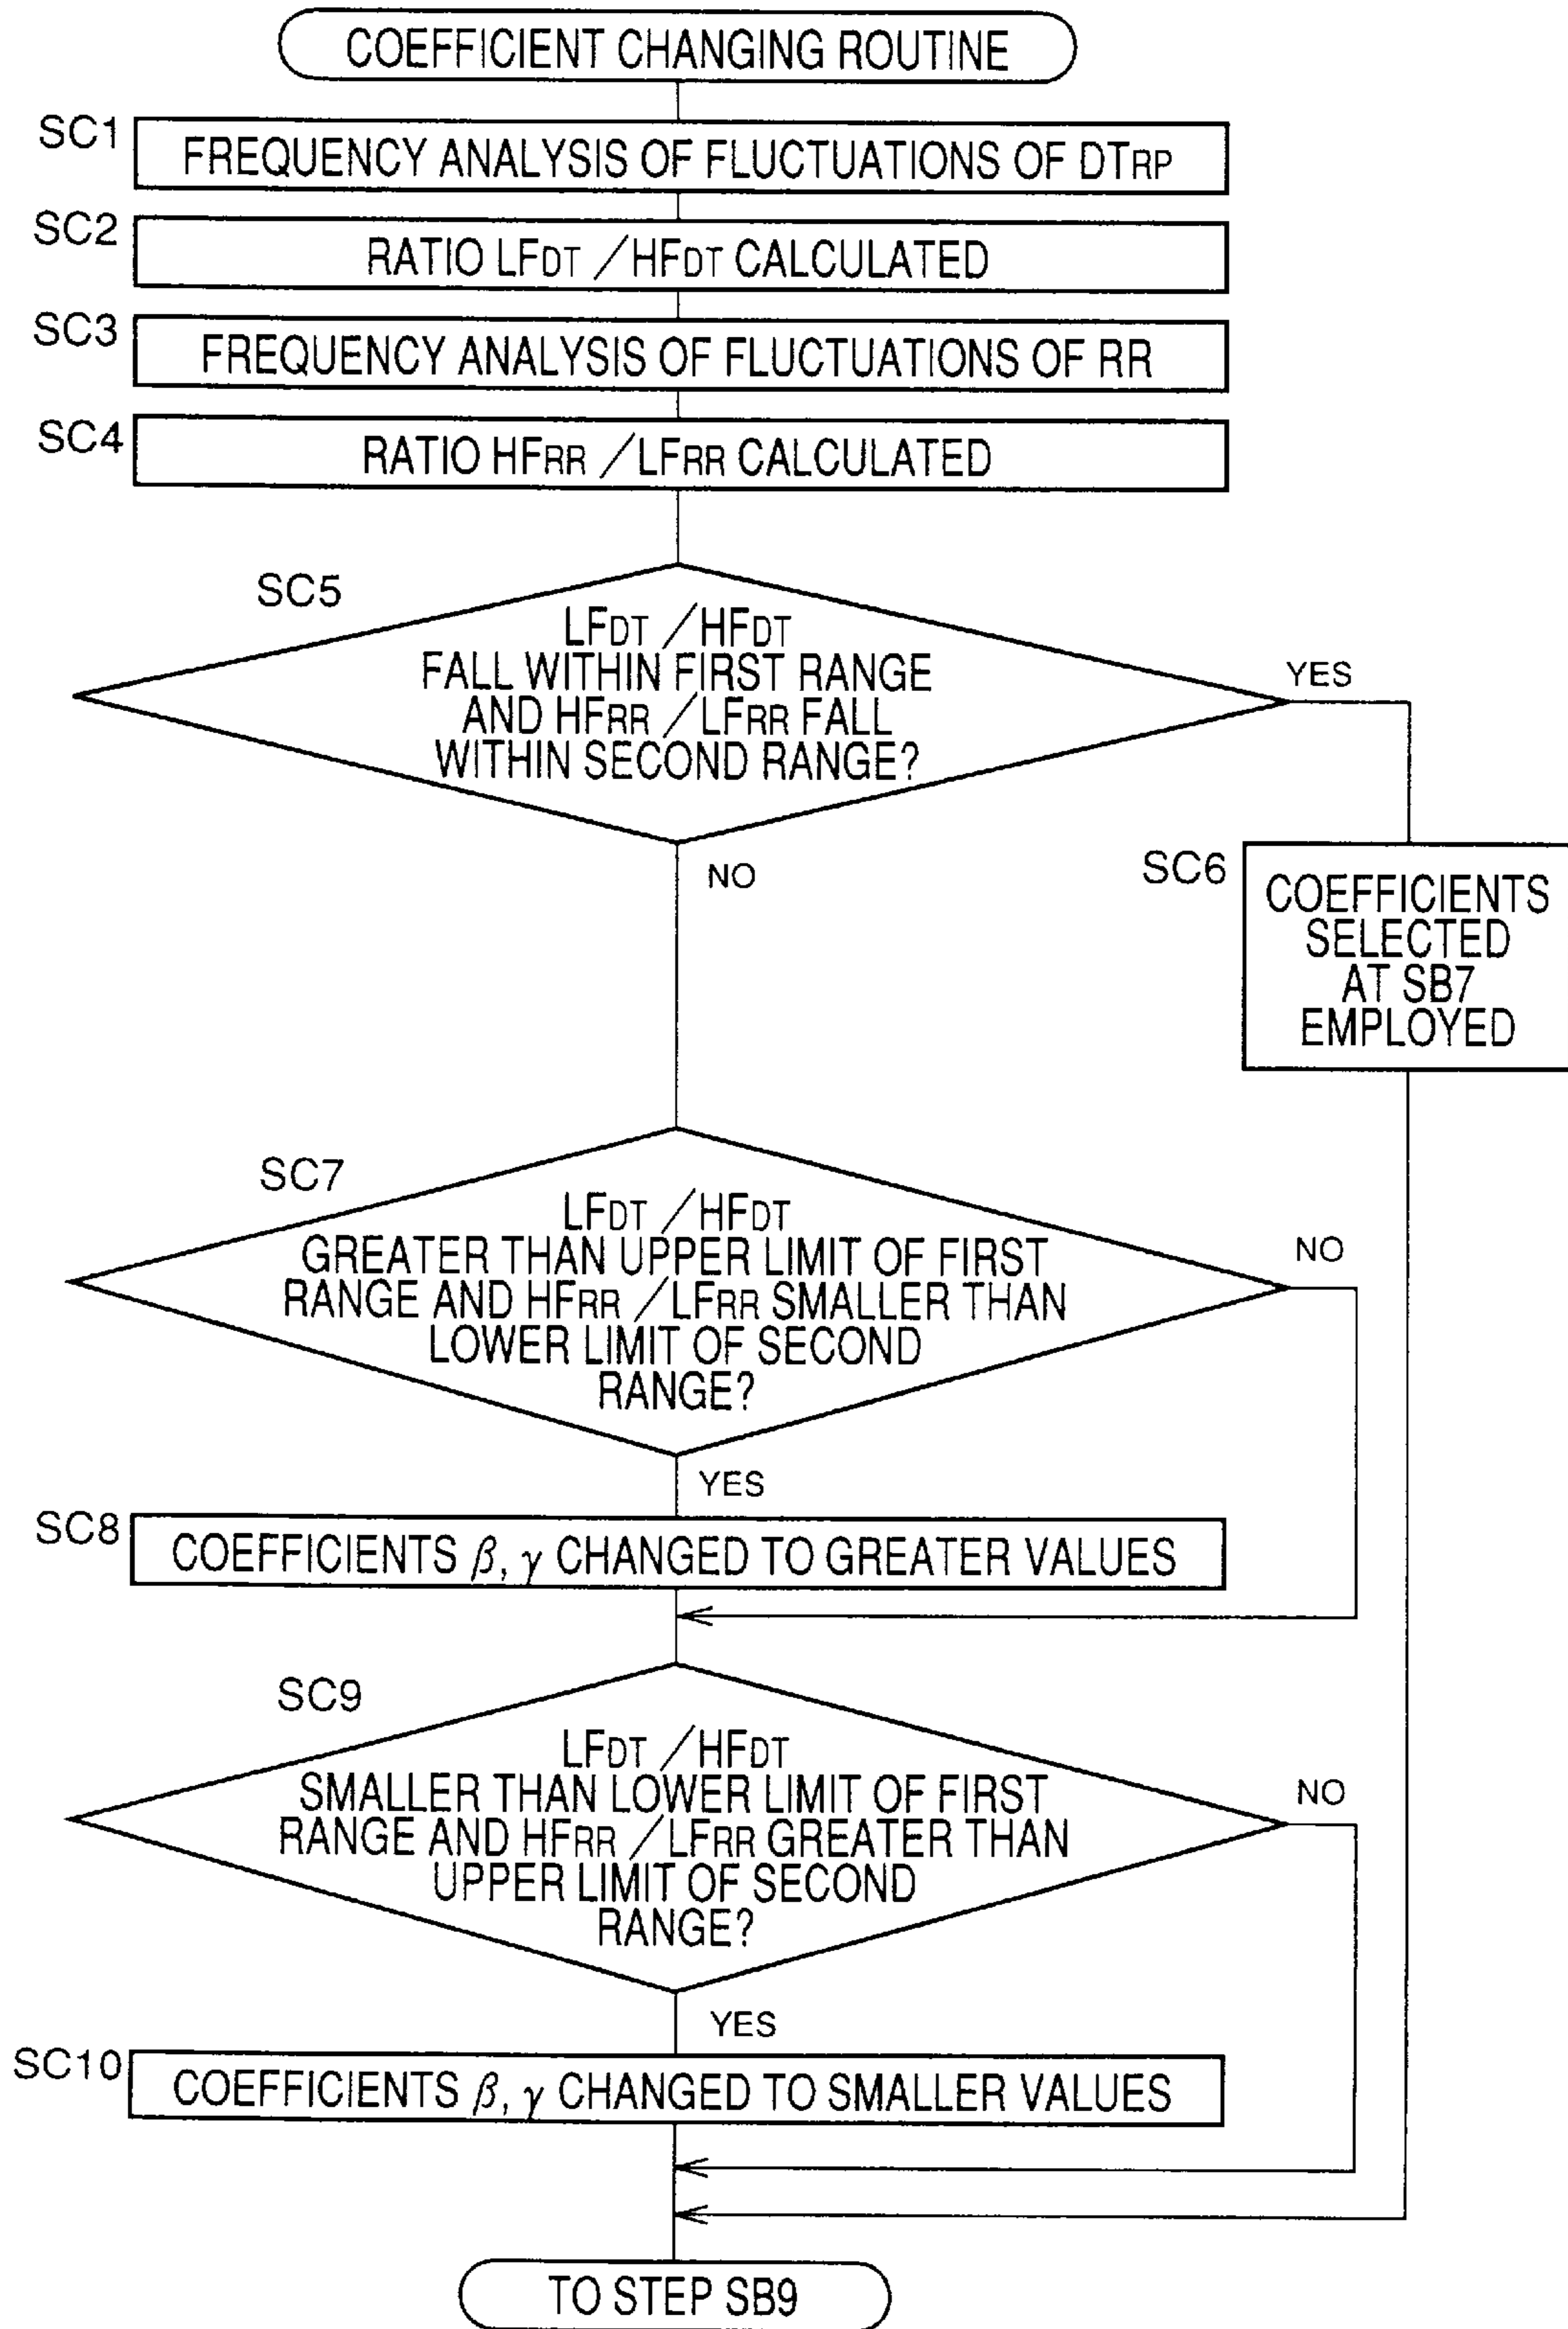 COEFFICIENT CHANGING ROUTINE
SC1
FREQUENCY ANALYSIS OF FLUCTUATIONS OF DTRP
SC2
RATIO LFDT /HFDT CALCULATED
SC3
FREQUENCY ANALYSIS OF FLUCTUATIONS OF RR
SC4
RATIO HFRR /LFRR CALCULATED
SC5
LFDT /HFDT
FALL WITHIN FIRST RANGE
AND HFRR /LFRR FALL
WITHIN SECOND RANGE?
YES
NO
SC6
COEFFICIENTS
SELECTED
AT SB7
EMPLOYED
SC7
LFDT /HFDT
GREATER THAN UPPER LIMIT OF FIRST
RANGE AND HFRR /LFRR SMALLER THAN
LOWER LIMIT OF SECOND
RANGE?
NO
YES
SC8
COEFFICIENTS β, γ CHANGED TO GREATER VALUES
SC9
LFDT /HFDT
SMALLER THAN LOWER LIMIT OF FIRST
RANGE AND HFRR /LFRR GREATER THAN
UPPER LIMIT OF SECOND
RANGE?
NO
YES
SC10
COEFFICIENTS β, γ CHANGED TO SMALLER VALUES
TO STEP SB9